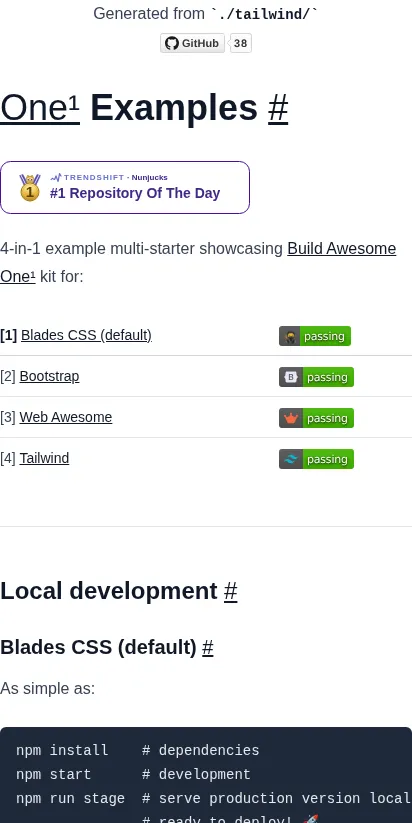 Generated from `./tailwind/`
GitHub 38
One¹ Examples #
TRENDSHIFT - Nunjucks
1 #1 Repository Of The Day
4-in-1 example multi-starter showcasing Build Awesome
One¹ kit for:
[1] Blades CSS (default) passing
[2] Bootstrap B passing
[3] Web Awesome passing
[4] Tailwind passing
Local development #
Blades CSS (default) #
As simple as:
npm install # dependencies
npm start # development
npm run stage # serve production version local
# ready to deploy! 🚀